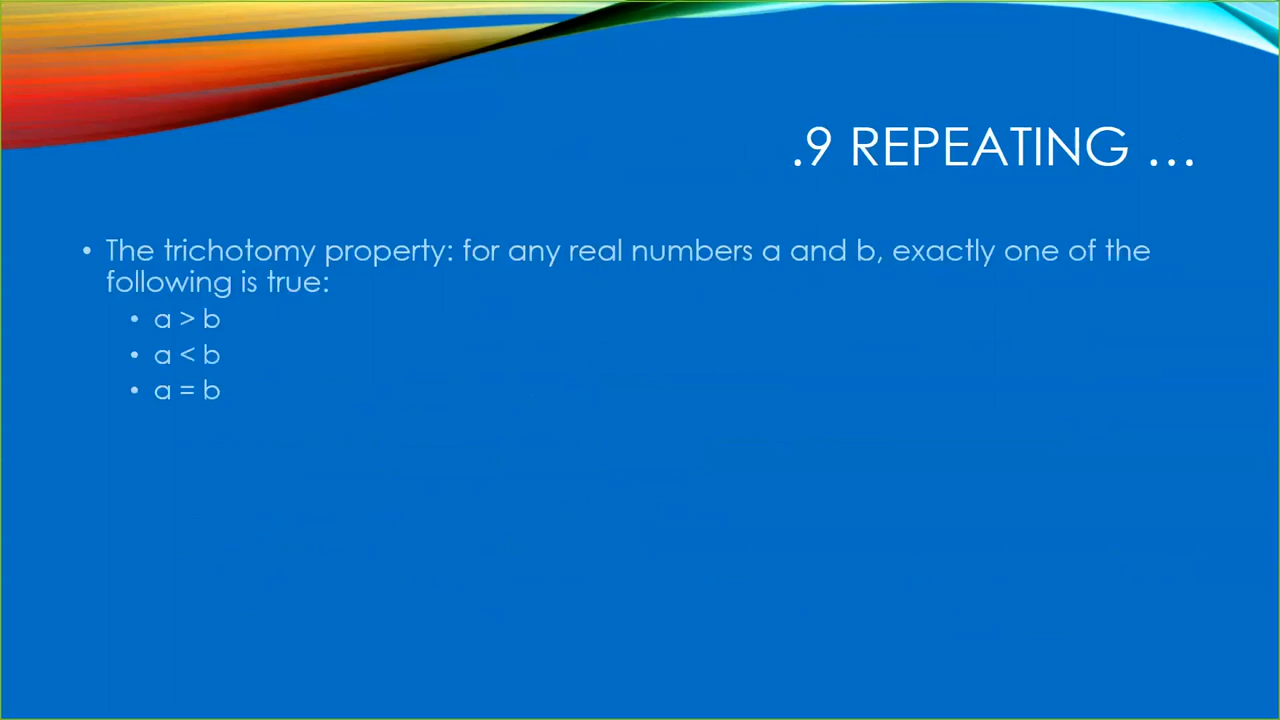 .9 REPEATING …
• The trichotomy property: for any real numbers a and b, exactly one of the
following is true:
• a > b
• a < b
• a = b